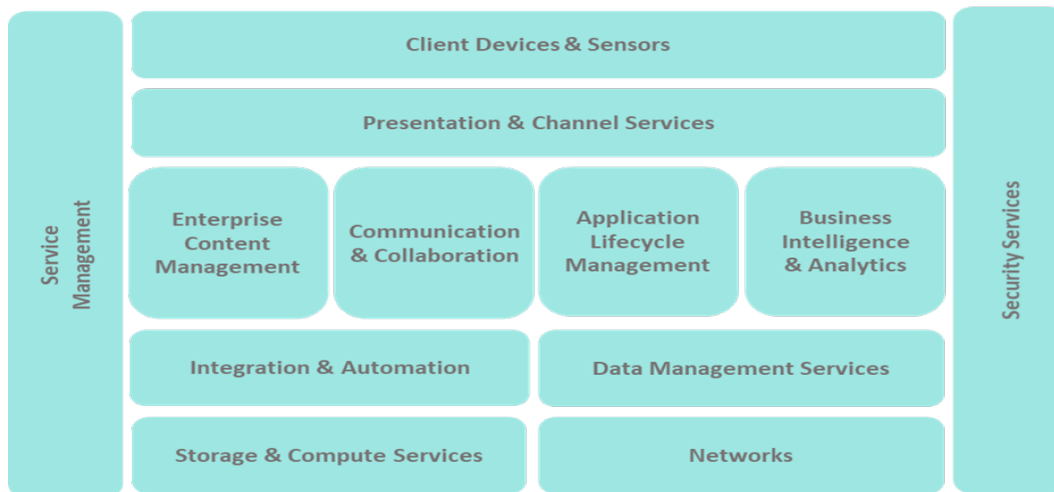 Service
Management
Client Devices & Sensors
Presentation & Channel Services
Enterprise
Content
Management
Communication
& Collaboration
Application
Lifecycle
Management
Business
Intelligence
& Analytics
Integration & Automation
Data Management Services
Storage & Compute Services
Networks
Security Services